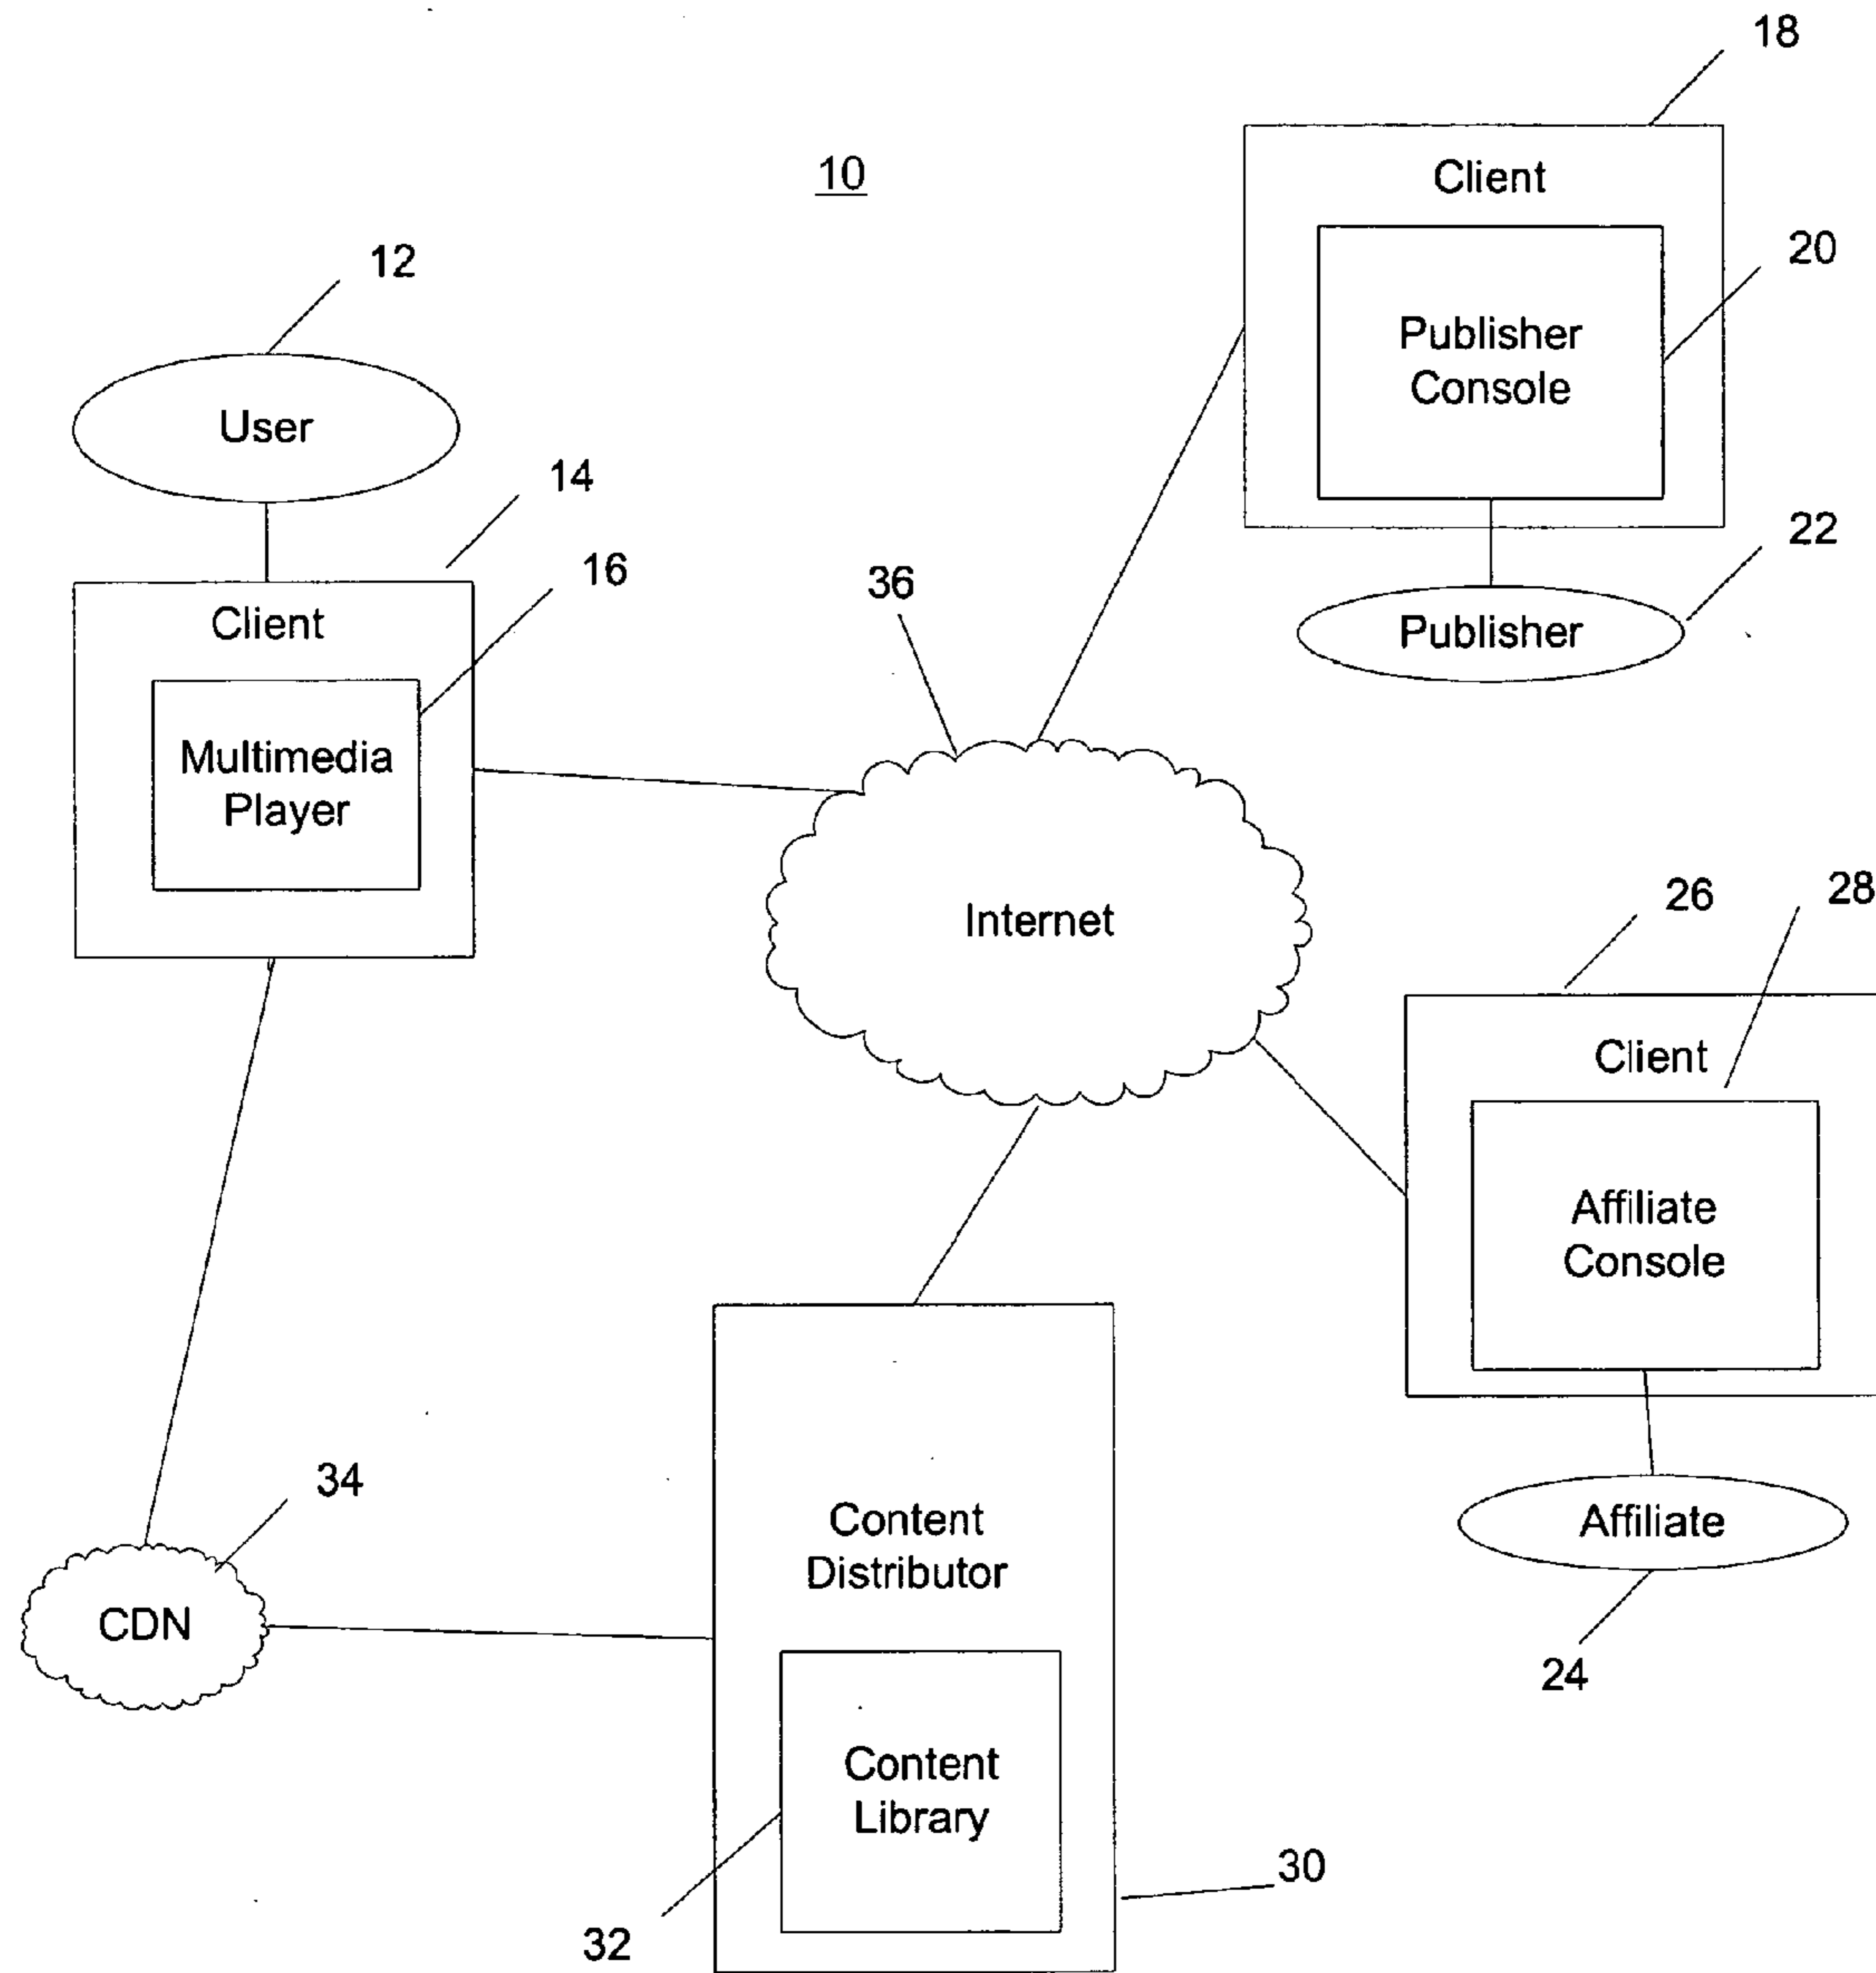 18
Client
10
20
12
Publisher
Console
User
14
22
16
36
Client
Publisher
Multimedia
Player
28
26
Internet
Client
Affiliate
Console
34
Content
Distributor
Affiliate
CDN
24
Content
Library
30
32